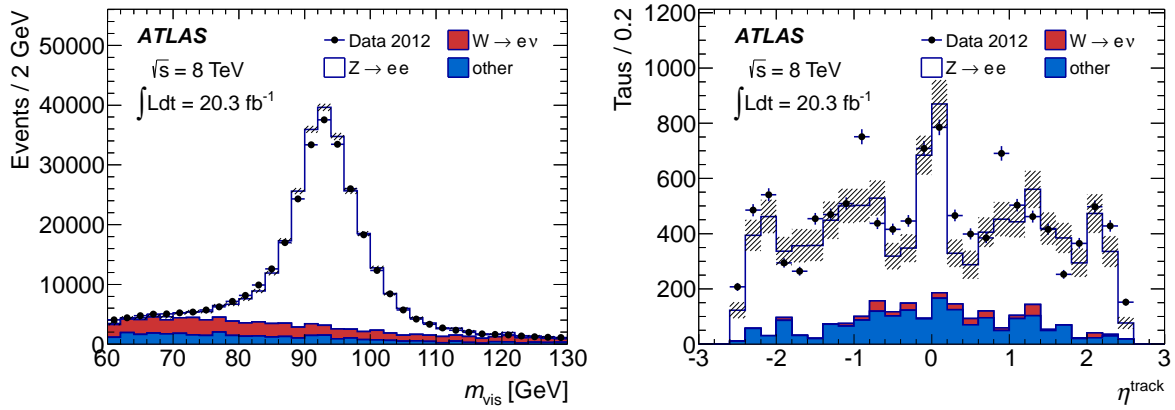 Events / 2 GeV
50000
40000
30000
20000
10000
0
ATLAS
√s = 8 TeV
∫Ldt = 20.3 fb⁻¹
Data 2012
W → eν
Z → ee
other
60 70 80 90 100 110 120 130
m_vis [GeV]
Taus / 0.2
1200
1000
800
600
400
200
0
ATLAS
√s = 8 TeV
∫Ldt = 20.3 fb⁻¹
Data 2012
W → eν
Z → ee
other
-3 -2 -1 0 1 2 3
η^track